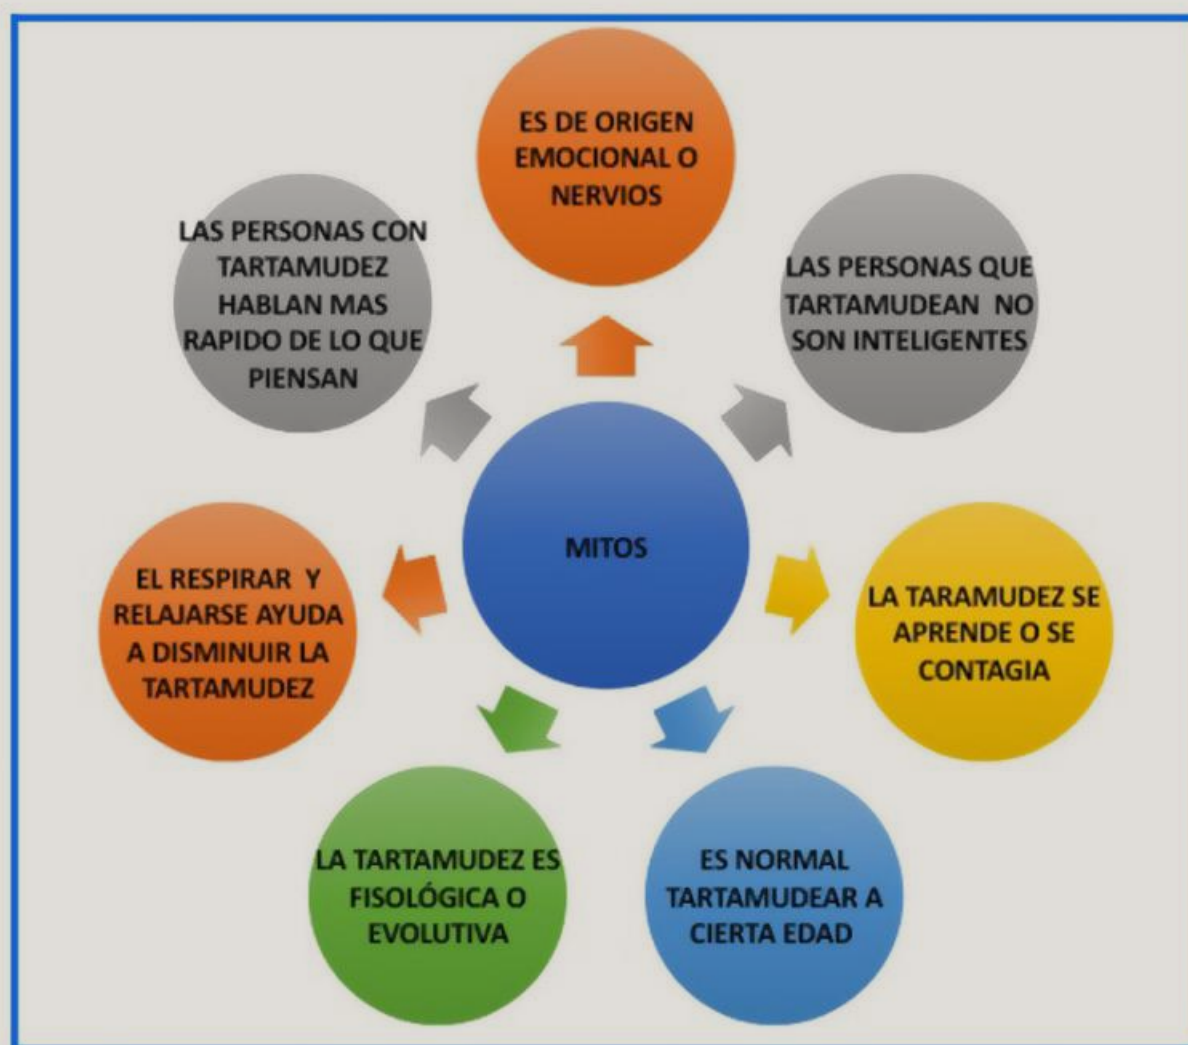 ES DE ORIGEN
EMOCIONAL O
NERVIOS
LAS PERSONAS QUE
TARTAMUDEAN NO
SON INTELIGENTES
LA TARAMUDEZ SE
APRENDE O SE
CONTAGIA
ES NORMAL
TARTAMUDEAR A
CIERTA EDAD
LA TARTAMUDEZ ES
FISOLÓGICA O
EVOLUTIVA
EL RESPIRAR Y
RELAJARSE AYUDA
A DISMINUIR LA
TARTAMUDEZ
LAS PERSONAS CON
TARTAMUDEZ
HABLAN MAS
RAPIDO DE LO QUE
PIENSAN
MITOS